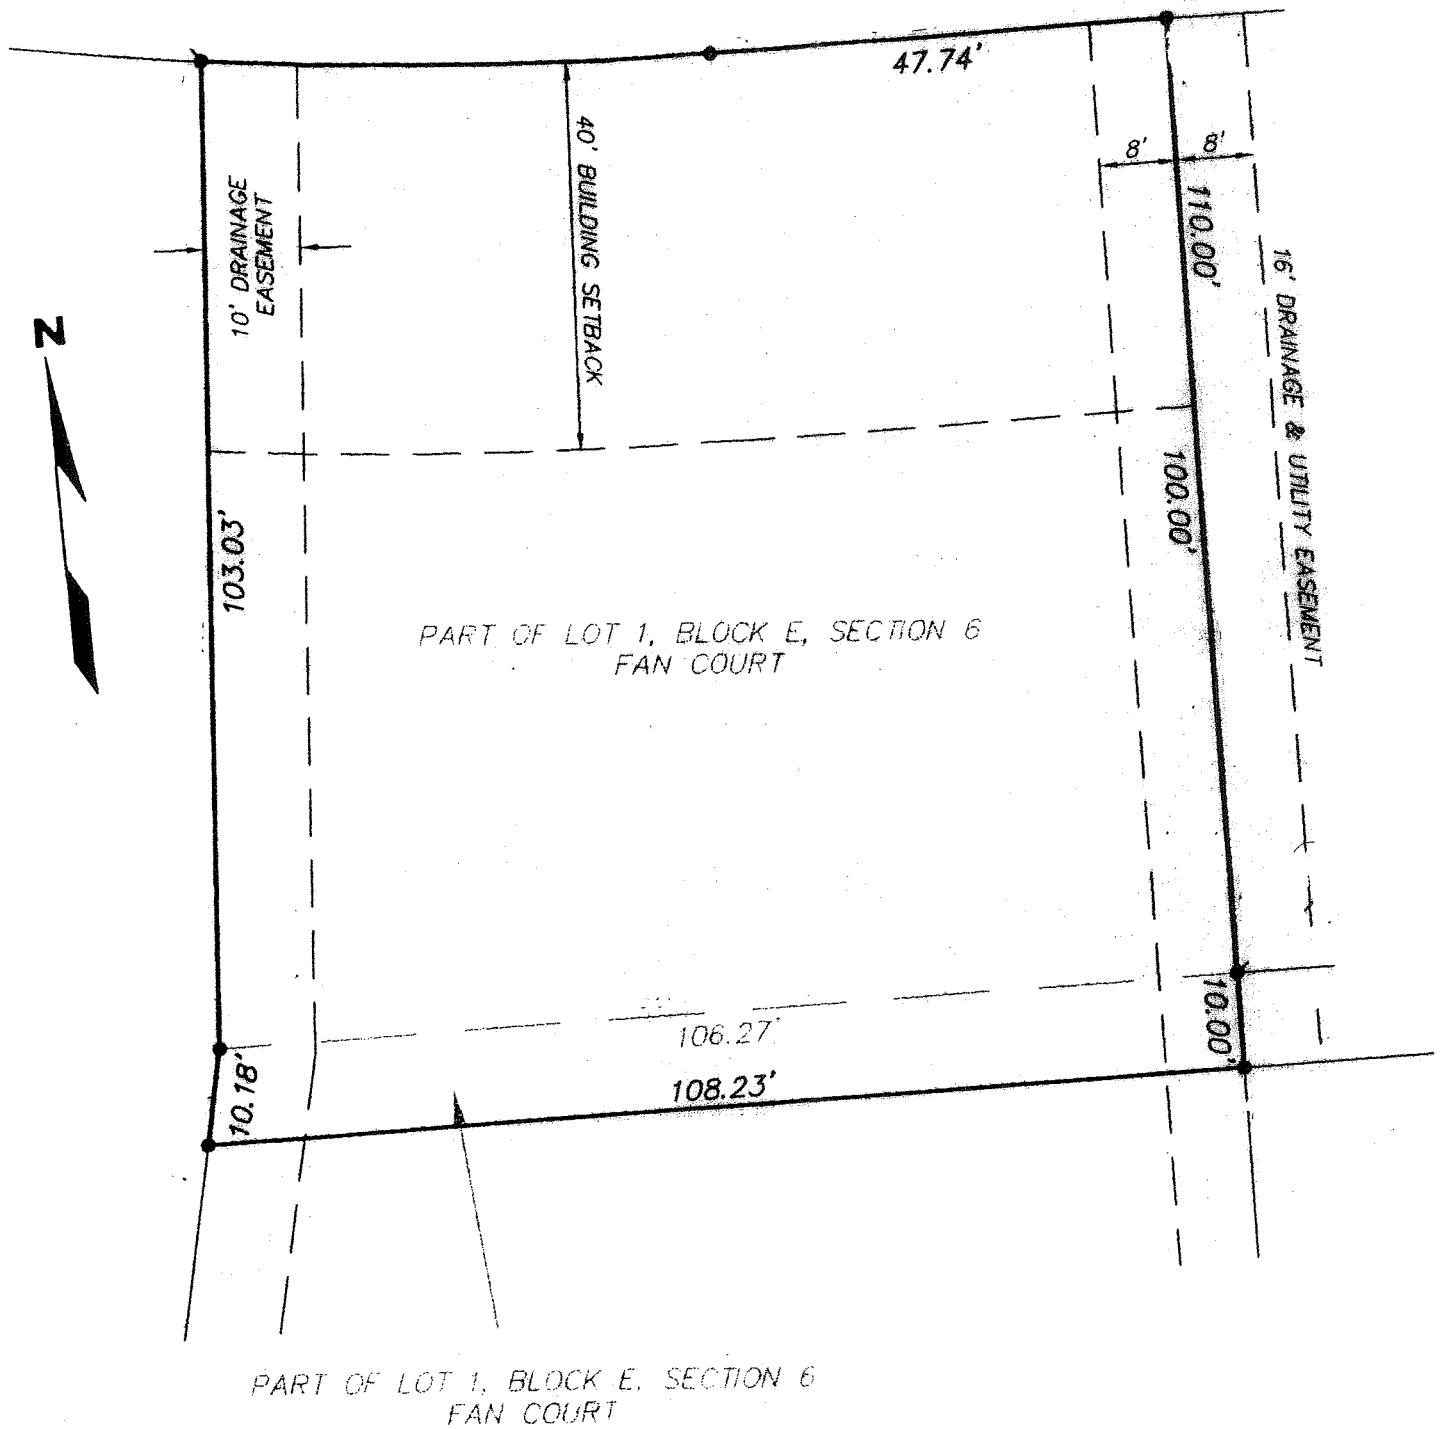 47.74'
8'
8'
10' DRAINAGE
EASEMENT
40' BUILDING SETBACK
110.00'
16' DRAINAGE & UTILITY EASEMENT
N
103.03'
100.00'
PART OF LOT 1, BLOCK E, SECTION 6
FAN COURT
10.00'
106.27'
108.23'
10.18'
PART OF LOT 1, BLOCK E, SECTION 6
FAN COURT